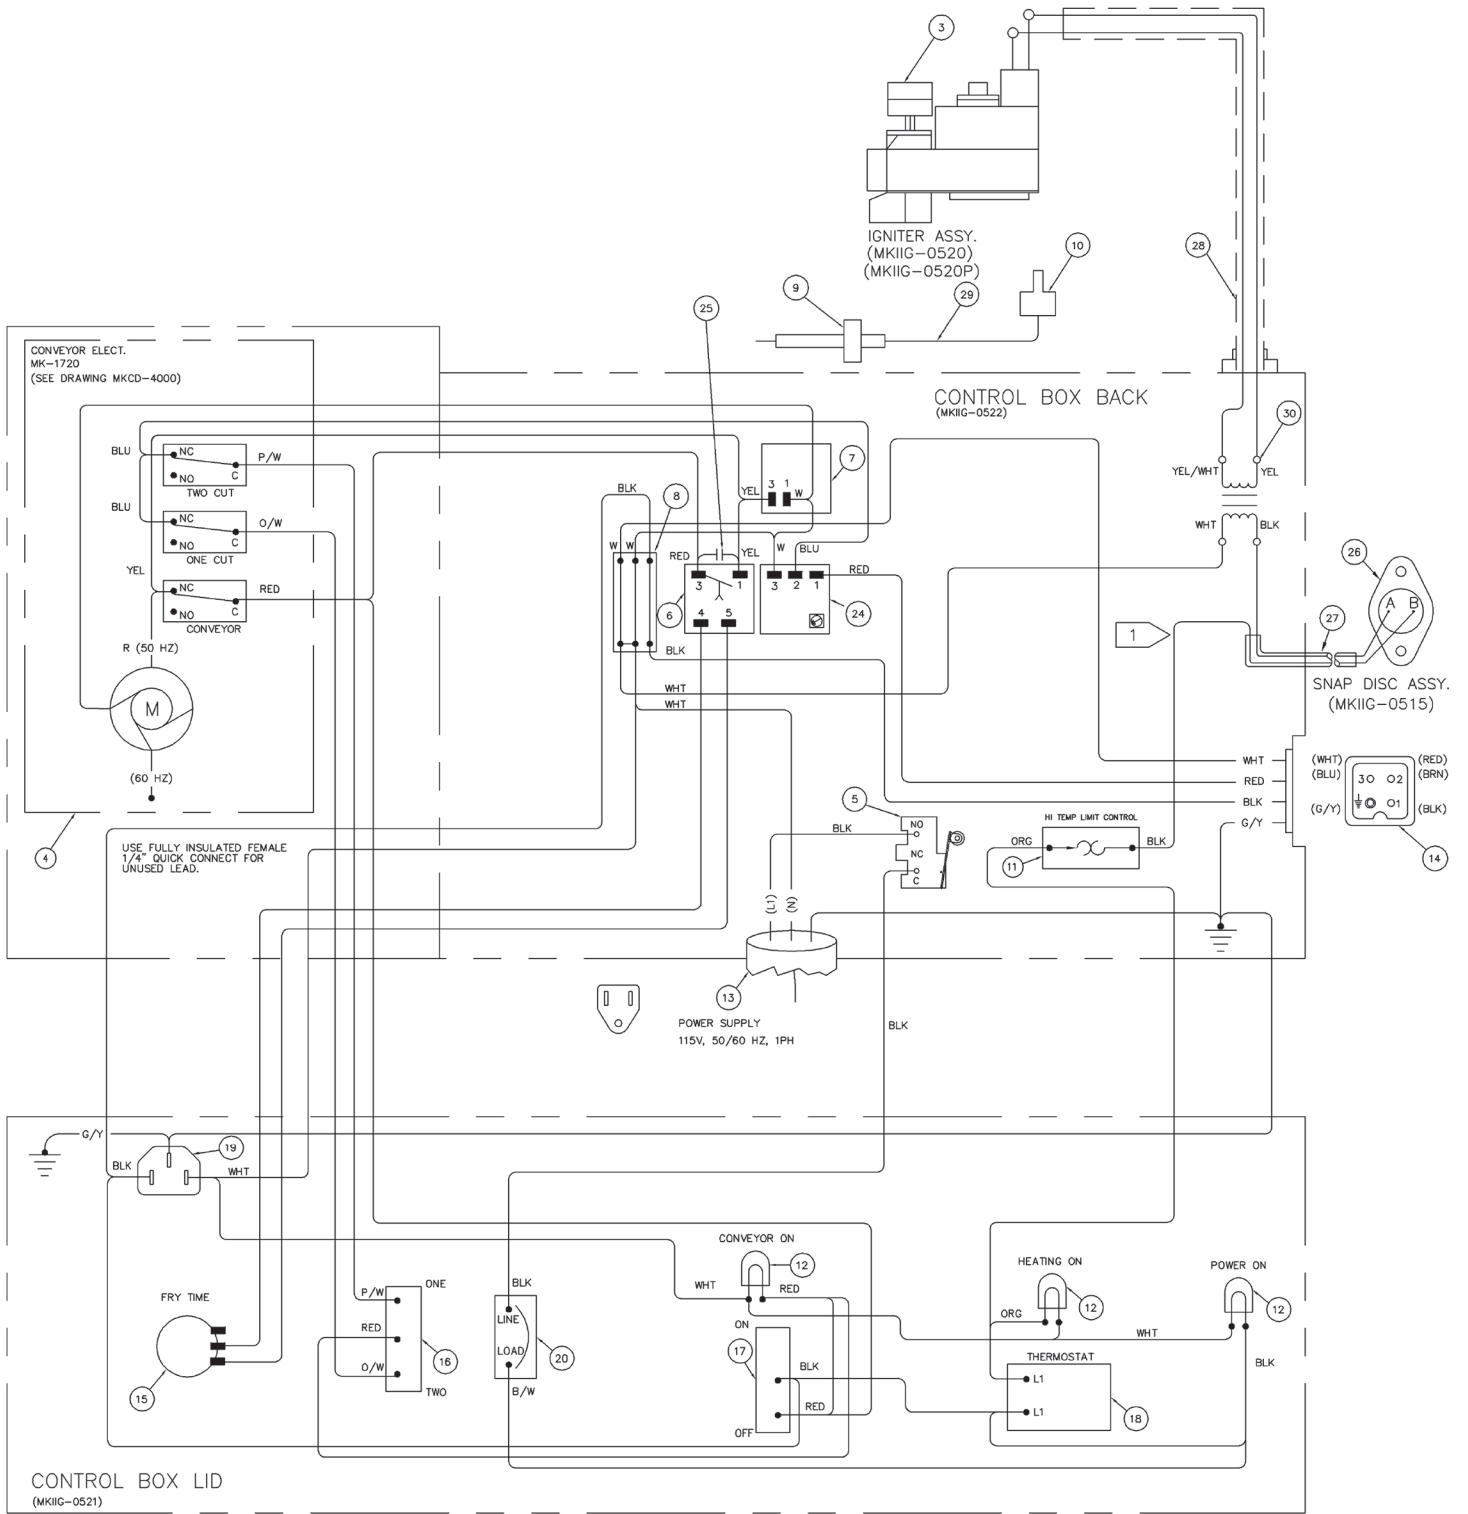 3
IGNITER ASSY.
(MKIIG-0520)
(MKIIG-0520P)
10
28
9
29
25
CONVEYOR ELECT.
MK-1720
(SEE DRAWING MKCD-4000)
CONTROL BOX BACK
(MKIIG-0522)
30
BLU
NC
P/W
NO
C
TWO CUT
7
3 1
YEL
W
YEL/WHT
YEL
BLK
8
BLU
NC
O/W
NO
C
ONE CUT
WHT
BLK
W W
RED
YEL
W
BLU
26
YEL
NC
RED
NO
C
CONVEYOR
3 1
4 5
6
3 2 1
RED
24
A B
27
1
R (50 HZ)
M
(60 HZ)
BLK
WHT
WHT
SNAP DISC ASSY.
(MKIIG-0515)
WHT
RED
BLK
G/Y
(WHT)
(BLU)
(G/Y)
3 2
1
(RED)
(BRN)
(BLK)
14
4
USE FULLY INSULATED FEMALE
1/4" QUICK CONNECT FOR
UNUSED LEAD.
5
BLK
NO
NC
C
HI TEMP LIMIT CONTROL
ORG
BLK
11
(L1)
(N)
13
POWER SUPPLY
115V, 50/60 HZ, 1PH
BLK
G/Y
19
BLK
WHT
CONVEYOR ON
12
WHT
RED
HEATING ON
12
ORG
POWER ON
12
WHT
BLK
FRY TIME
15
P/W
ONE
RED
16
O/W
TWO
BLK
LINE
LOAD
20
B/W
ON
17
BLK
RED
OFF
THERMOSTAT
L1
L1
18
CONTROL BOX LID
(MKIIG-0521)